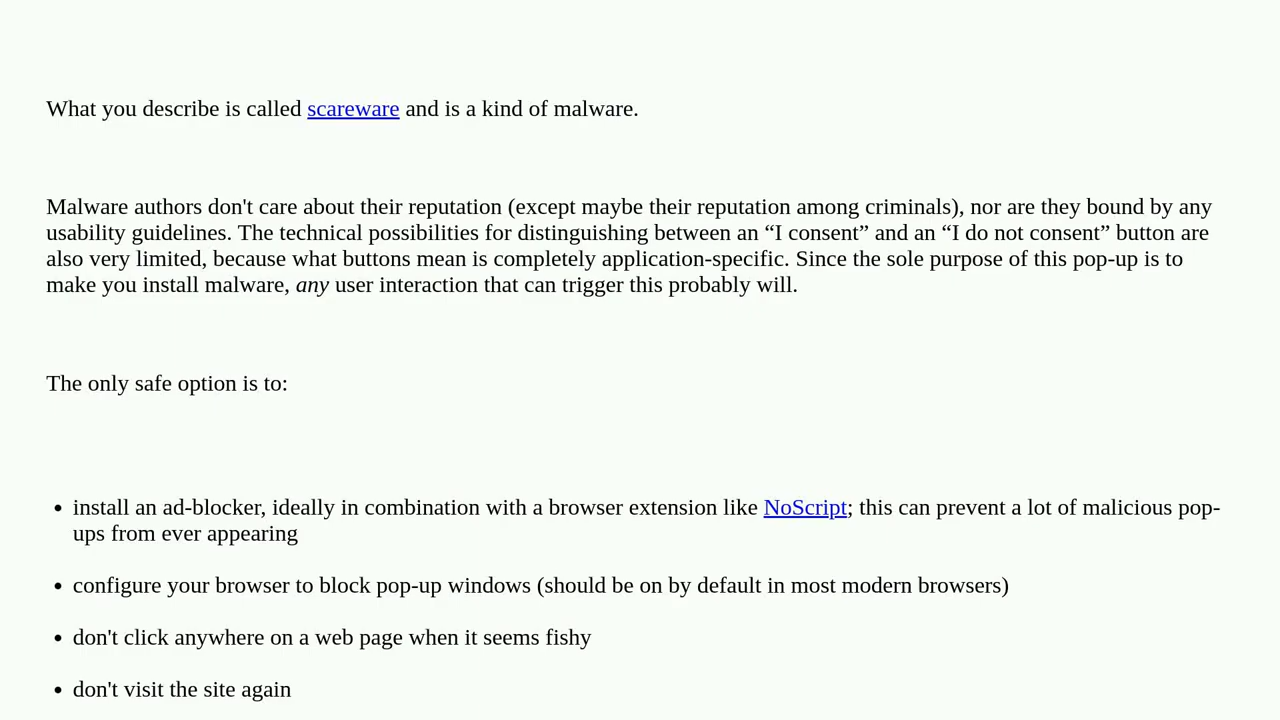 What you describe is called scareware and is a kind of malware.
Malware authors don't care about their reputation (except maybe their reputation among criminals), nor are they bound by any
usability guidelines. The technical possibilities for distinguishing between an “I consent” and an “I do not consent” button are
also very limited, because what buttons mean is completely application-specific. Since the sole purpose of this pop-up is to
make you install malware, any user interaction that can trigger this probably will.
The only safe option is to:
• install an ad-blocker, ideally in combination with a browser extension like NoScript; this can prevent a lot of malicious pop-
ups from ever appearing
• configure your browser to block pop-up windows (should be on by default in most modern browsers)
• don't click anywhere on a web page when it seems fishy
• don't visit the site again